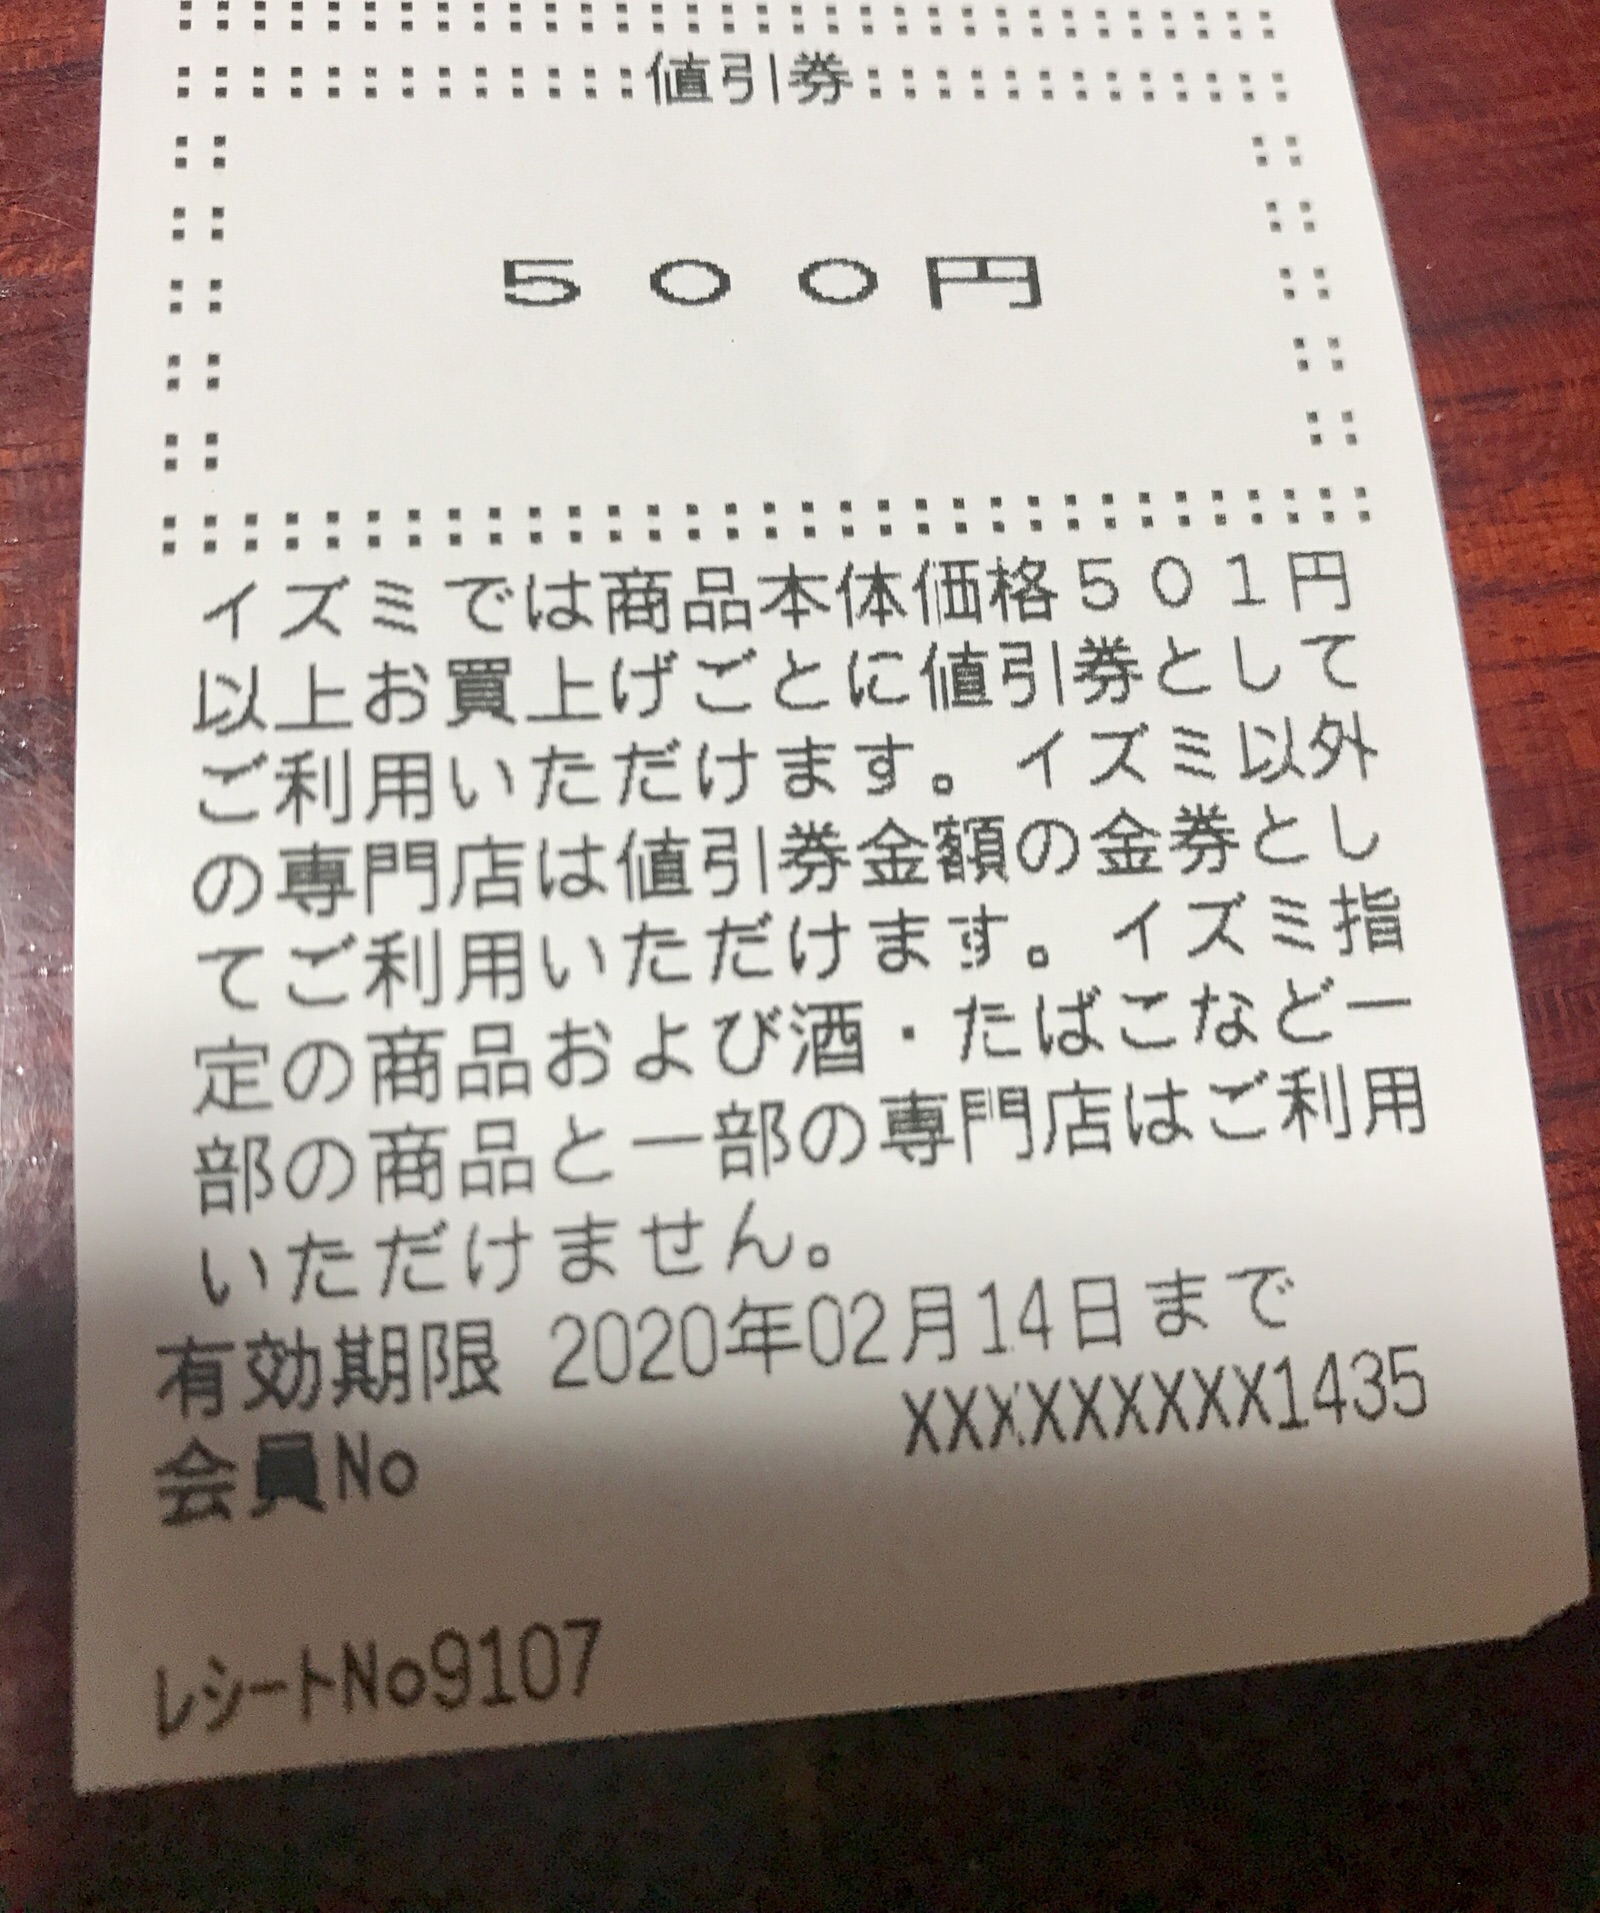 値引券
５００円
イズミでは商品本体価格５０１円
以上お買上げごとに値引券として
ご利用いただけます。イズミ以外
の専門店は値引券金額の金券とし
てご利用いただけます。イズミ指
定の商品および酒・たばこなど一
部の商品と一部の専門店はご利用
いただけません。
有効期限 2020年02月14日まで
会員No XXXXXXXXX1435
レシートNo9107